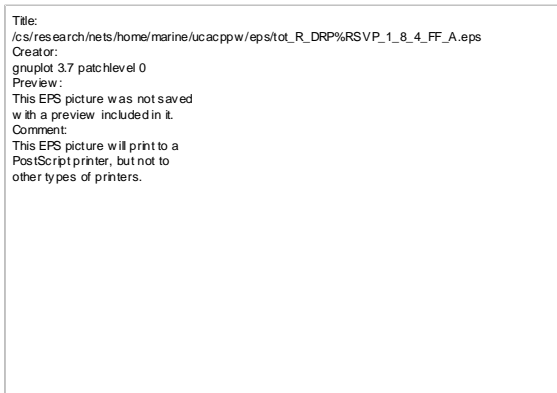 Title:
/cs/research/nets/home/marine/ucacppw/eps/tot_R_DRP%RSVP_1_8_4_FF_A.eps
Creator:
gnuplot 3.7 patchlevel 0
Preview:
This EPS picture was not saved
with a preview included in it.
Comment:
This EPS picture will print to a
PostScript printer, but not to
other types of printers.